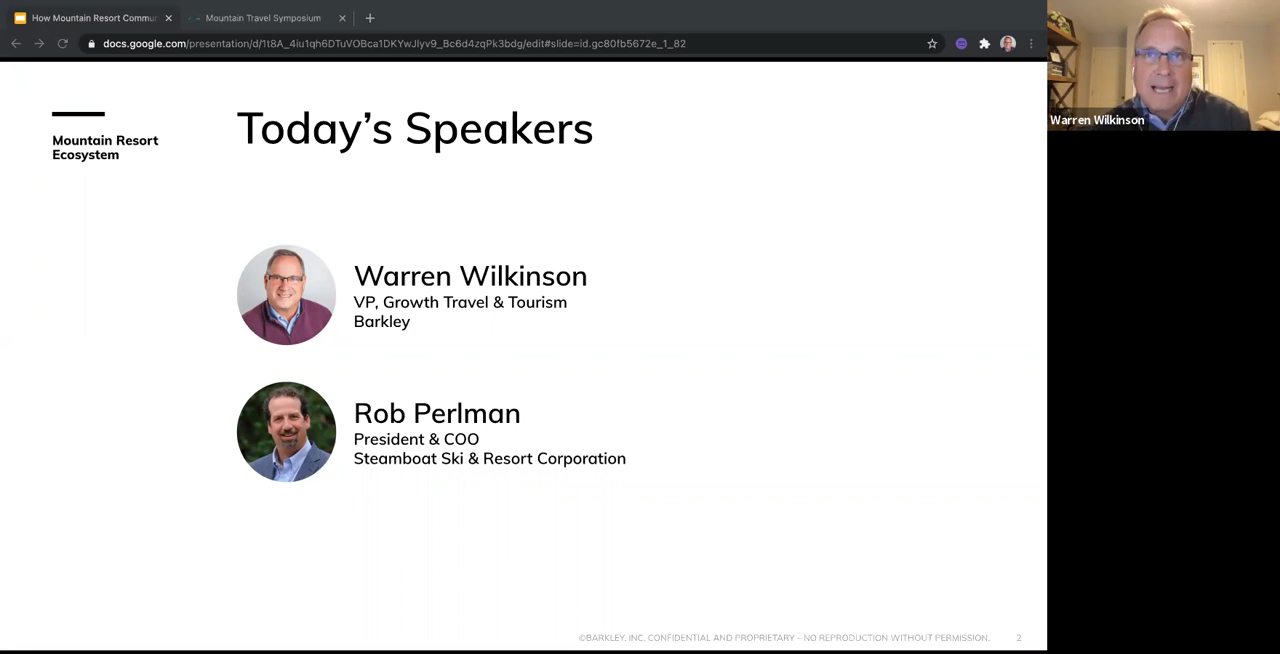 How Mountain Resort Commu
Mountain Travel Symposium
docs.google.com/presentation/d/1t8A_4iu1qh6DTuVOBca1DKYwJlyv9_Bc6d4zqPk3bdg/edit#slide=id.gc80fb5672e_1_82
Warren Wilkinson
Mountain Resort
Ecosystem
Today's Speakers
Warren Wilkinson
VP, Growth Travel & Tourism
Barkley
Rob Perlman
President & COO
Steamboat Ski & Resort Corporation
©BARKLEY, INC. CONFIDENTIAL AND PROPRIETARY – NO REPRODUCTION WITHOUT PERMISSION. 2